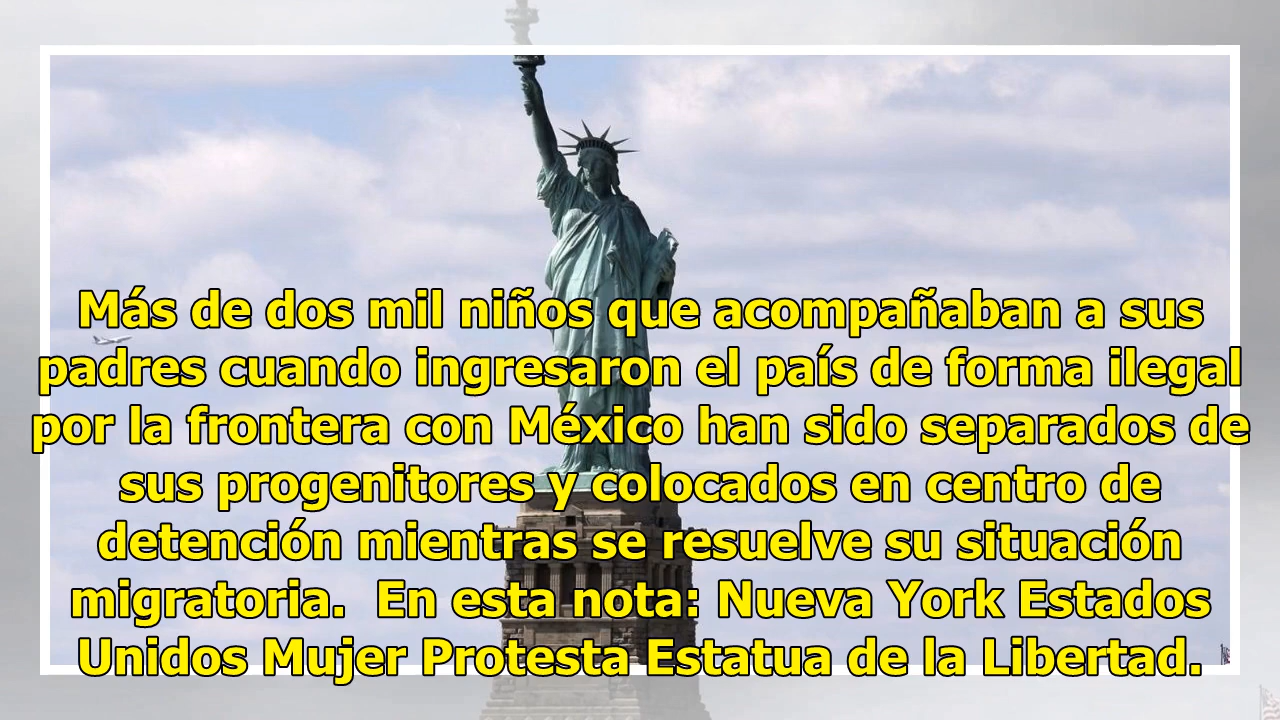 Más de dos mil niños que acompañaban a sus
padres cuando ingresaron el país de forma ilegal
por la frontera con México han sido separados de
sus progenitores y colocados en centro de
detención mientras se resuelve su situación
migratoria.  En esta nota: Nueva York Estados
Unidos Mujer Protesta Estatua de la Libertad.